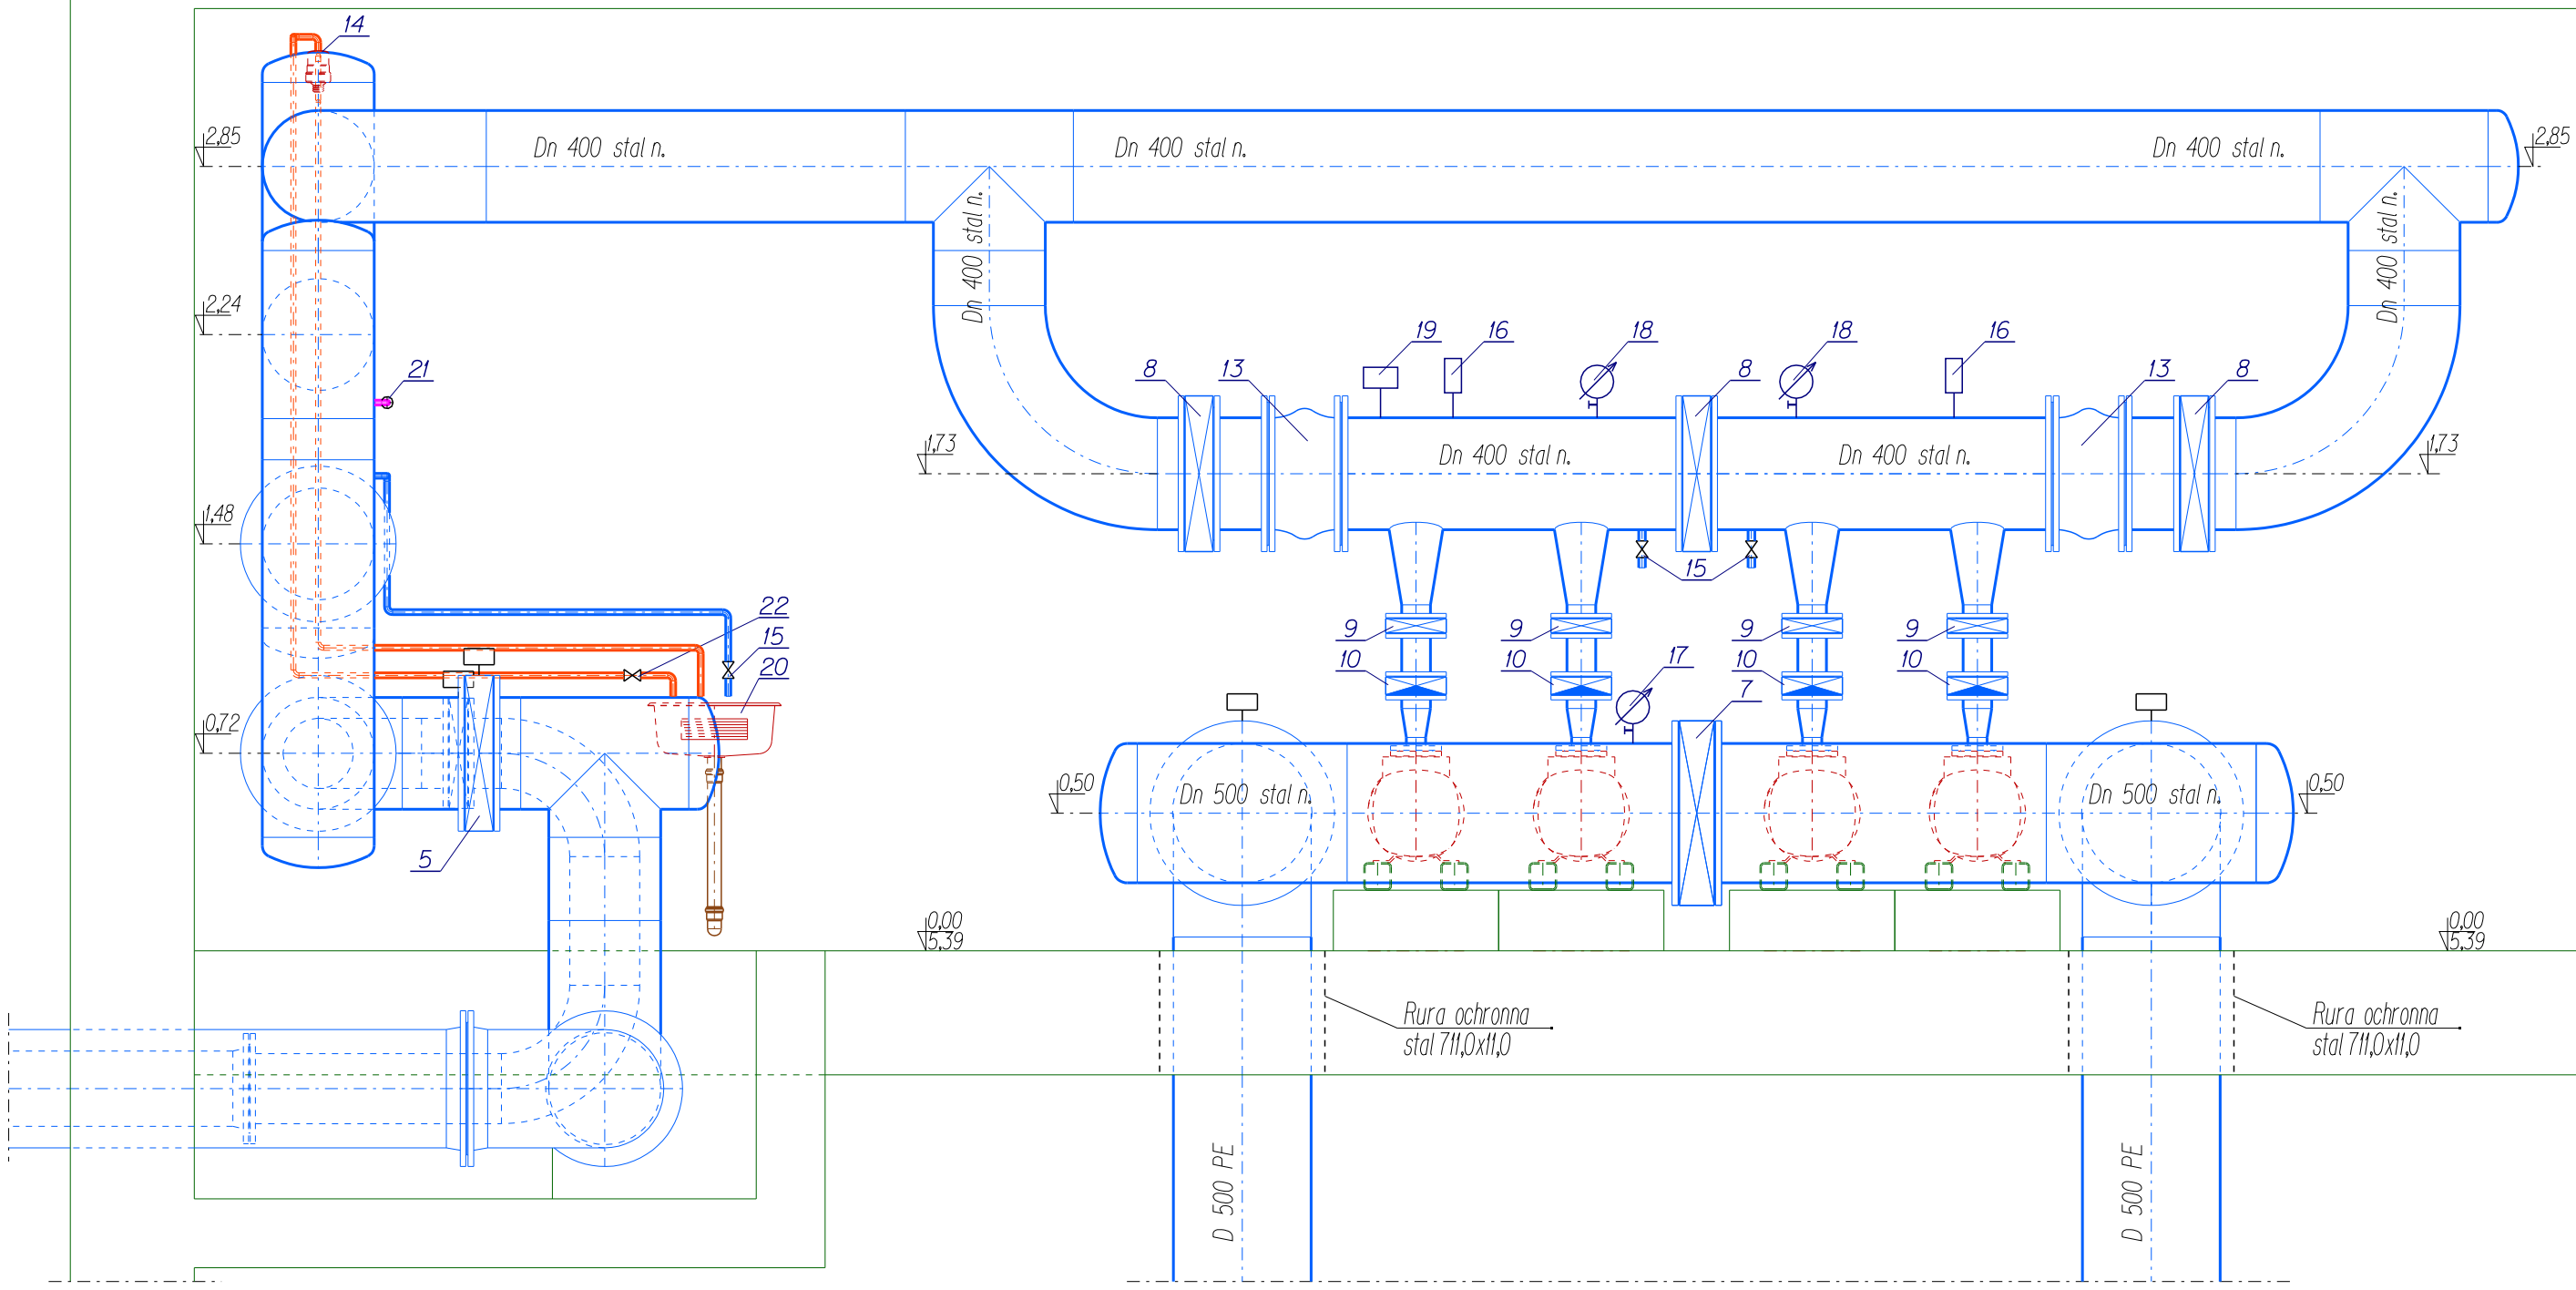 14
2,85
Dn 400 stal n.
Dn 400 stal n.
Dn 400 stal n.
2,85
Dn 400 stal n.
Dn 400 stal n.
2,24
21
19
16
18
18
16
8
13
8
13
8
1,73
Dn 400 stal n.
Dn 400 stal n.
1,73
1,48
15
22
15
20
9
9
9
9
10
10
17
10
10
7
0,72
0,50
Dn 500 stal n.
Dn 500 stal n.
0,50
5
0,00
5,39
0,00
5,39
Rura ochronna
stal 711,0x11,0
Rura ochronna
stal 711,0x11,0
D 500 PE
D 500 PE